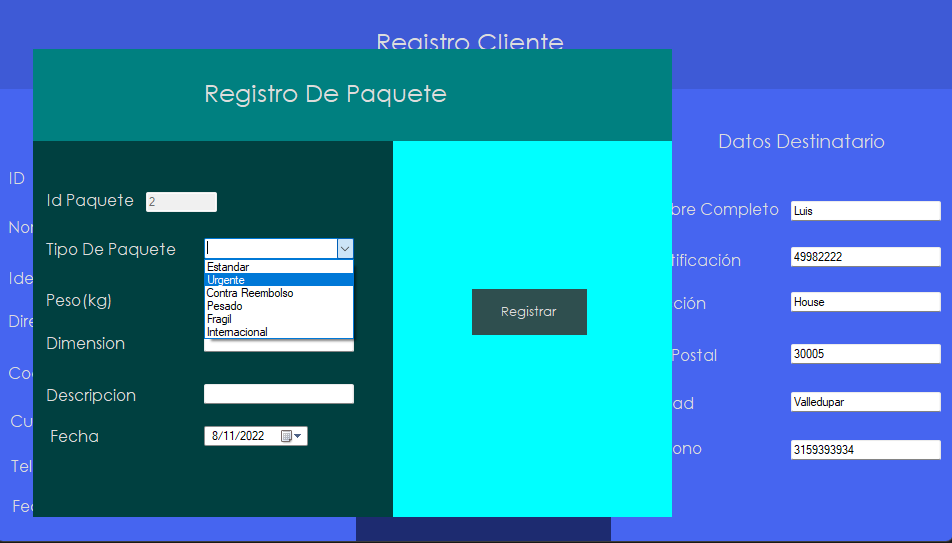 Registro Cliente
Registro De Paquete
Datos Destinatario
ID
Id Paquete 2
bre Completo Luis
Nor
Tipo De Paquete
Estandar
Urgente
Contra Reembolso
Pesado
Fragil
Internacional
tificación 49982222
Ide
Peso(kg)
ción House
Registrar
Dire
Dimension
Postal 30005
Coo
Descripcion
ad Valledupar
Cu
Fecha 8/11/2022
ono 3159393934
Tel
Fec